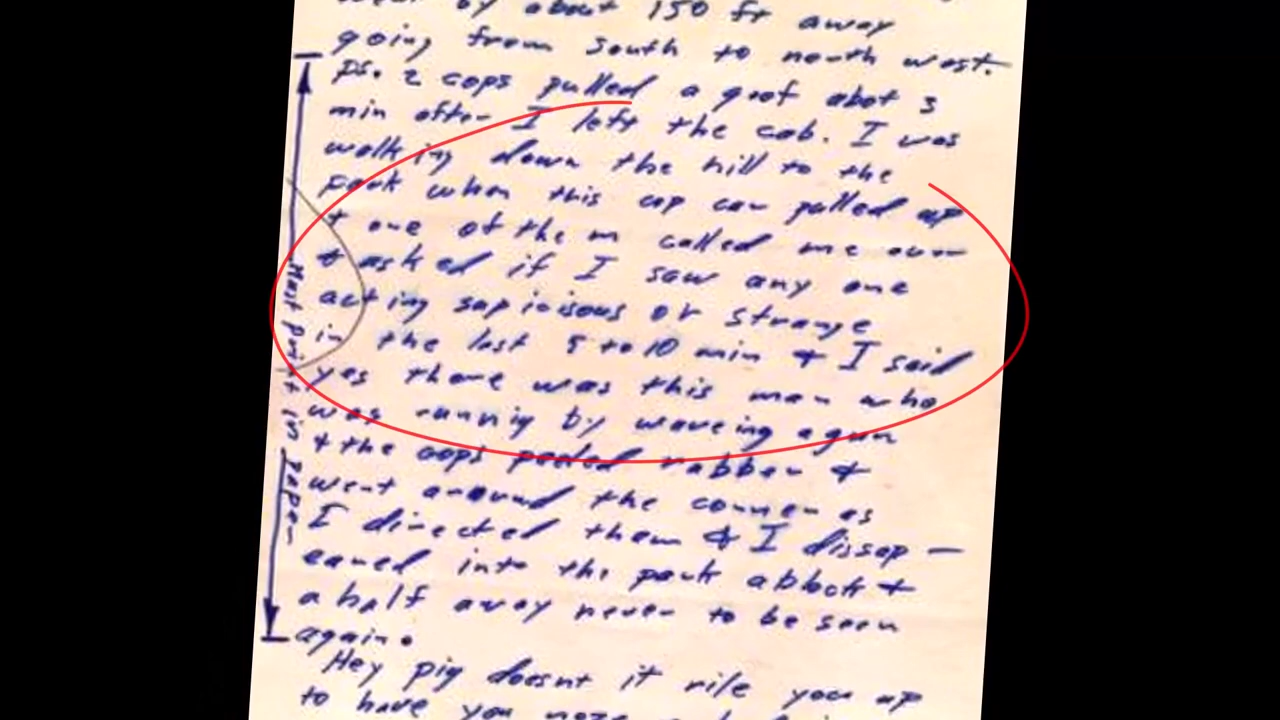 by about 150 ft away
going from south to north west.
ps. 2 cops pulled a goof abot 3
min after I left the cab. I was
walking down the hill to the
park when this cop car pulled up
+ one of them called me over
+ asked if I saw any one
acting sapicisous or strange
in the last 5 to 10 min + I said
yes there was this man who
was runnig by waveing a gun
+ the cops peeled rubber +
went around the corner as
I directed them + I dissap—
eared into the park a block +
a half away never to be seen
again.
Hey pig doesnt it rile you up
to have you
Must print in paper